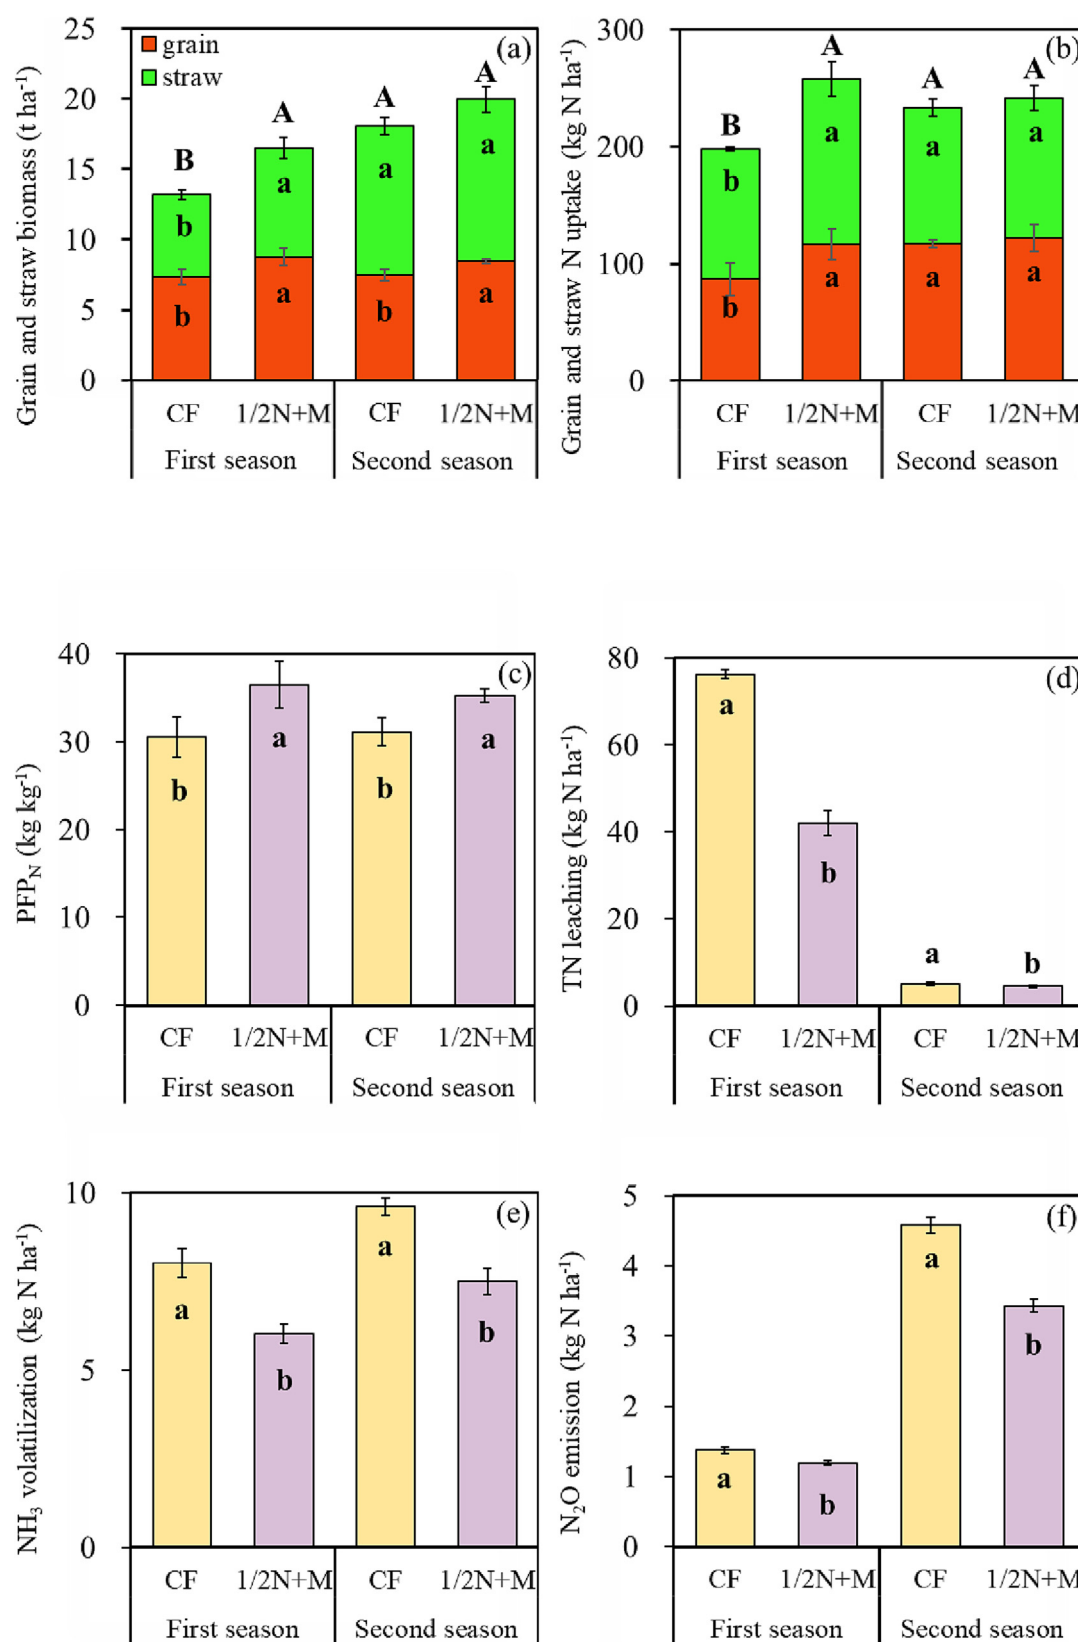 Grain and straw biomass (t ha⁻¹)
25
20
15
10
5
0
grain
straw
(a)
B
A
A
A
b
a
a
a
b
a
b
a
CF
1/2N+M
CF
1/2N+M
First season
Second season
Grain and straw N uptake (kg N ha⁻¹)
300
200
100
0
(b)
B
A
A
A
b
a
a
a
b
a
a
a
CF
1/2N+M
CF
1/2N+M
First season
Second season
PFP_N (kg kg⁻¹)
40
30
20
10
0
(c)
b
a
b
a
CF
1/2N+M
CF
1/2N+M
First season
Second season
TN leaching (kg N ha⁻¹)
80
60
40
20
0
(d)
a
b
a
b
CF
1/2N+M
CF
1/2N+M
First season
Second season
NH₃ volatilization (kg N ha⁻¹)
10
5
0
(e)
a
b
a
b
CF
1/2N+M
CF
1/2N+M
First season
Second season
N₂O emission (kg N ha⁻¹)
5
4
3
2
1
0
(f)
a
b
a
b
CF
1/2N+M
CF
1/2N+M
First season
Second season